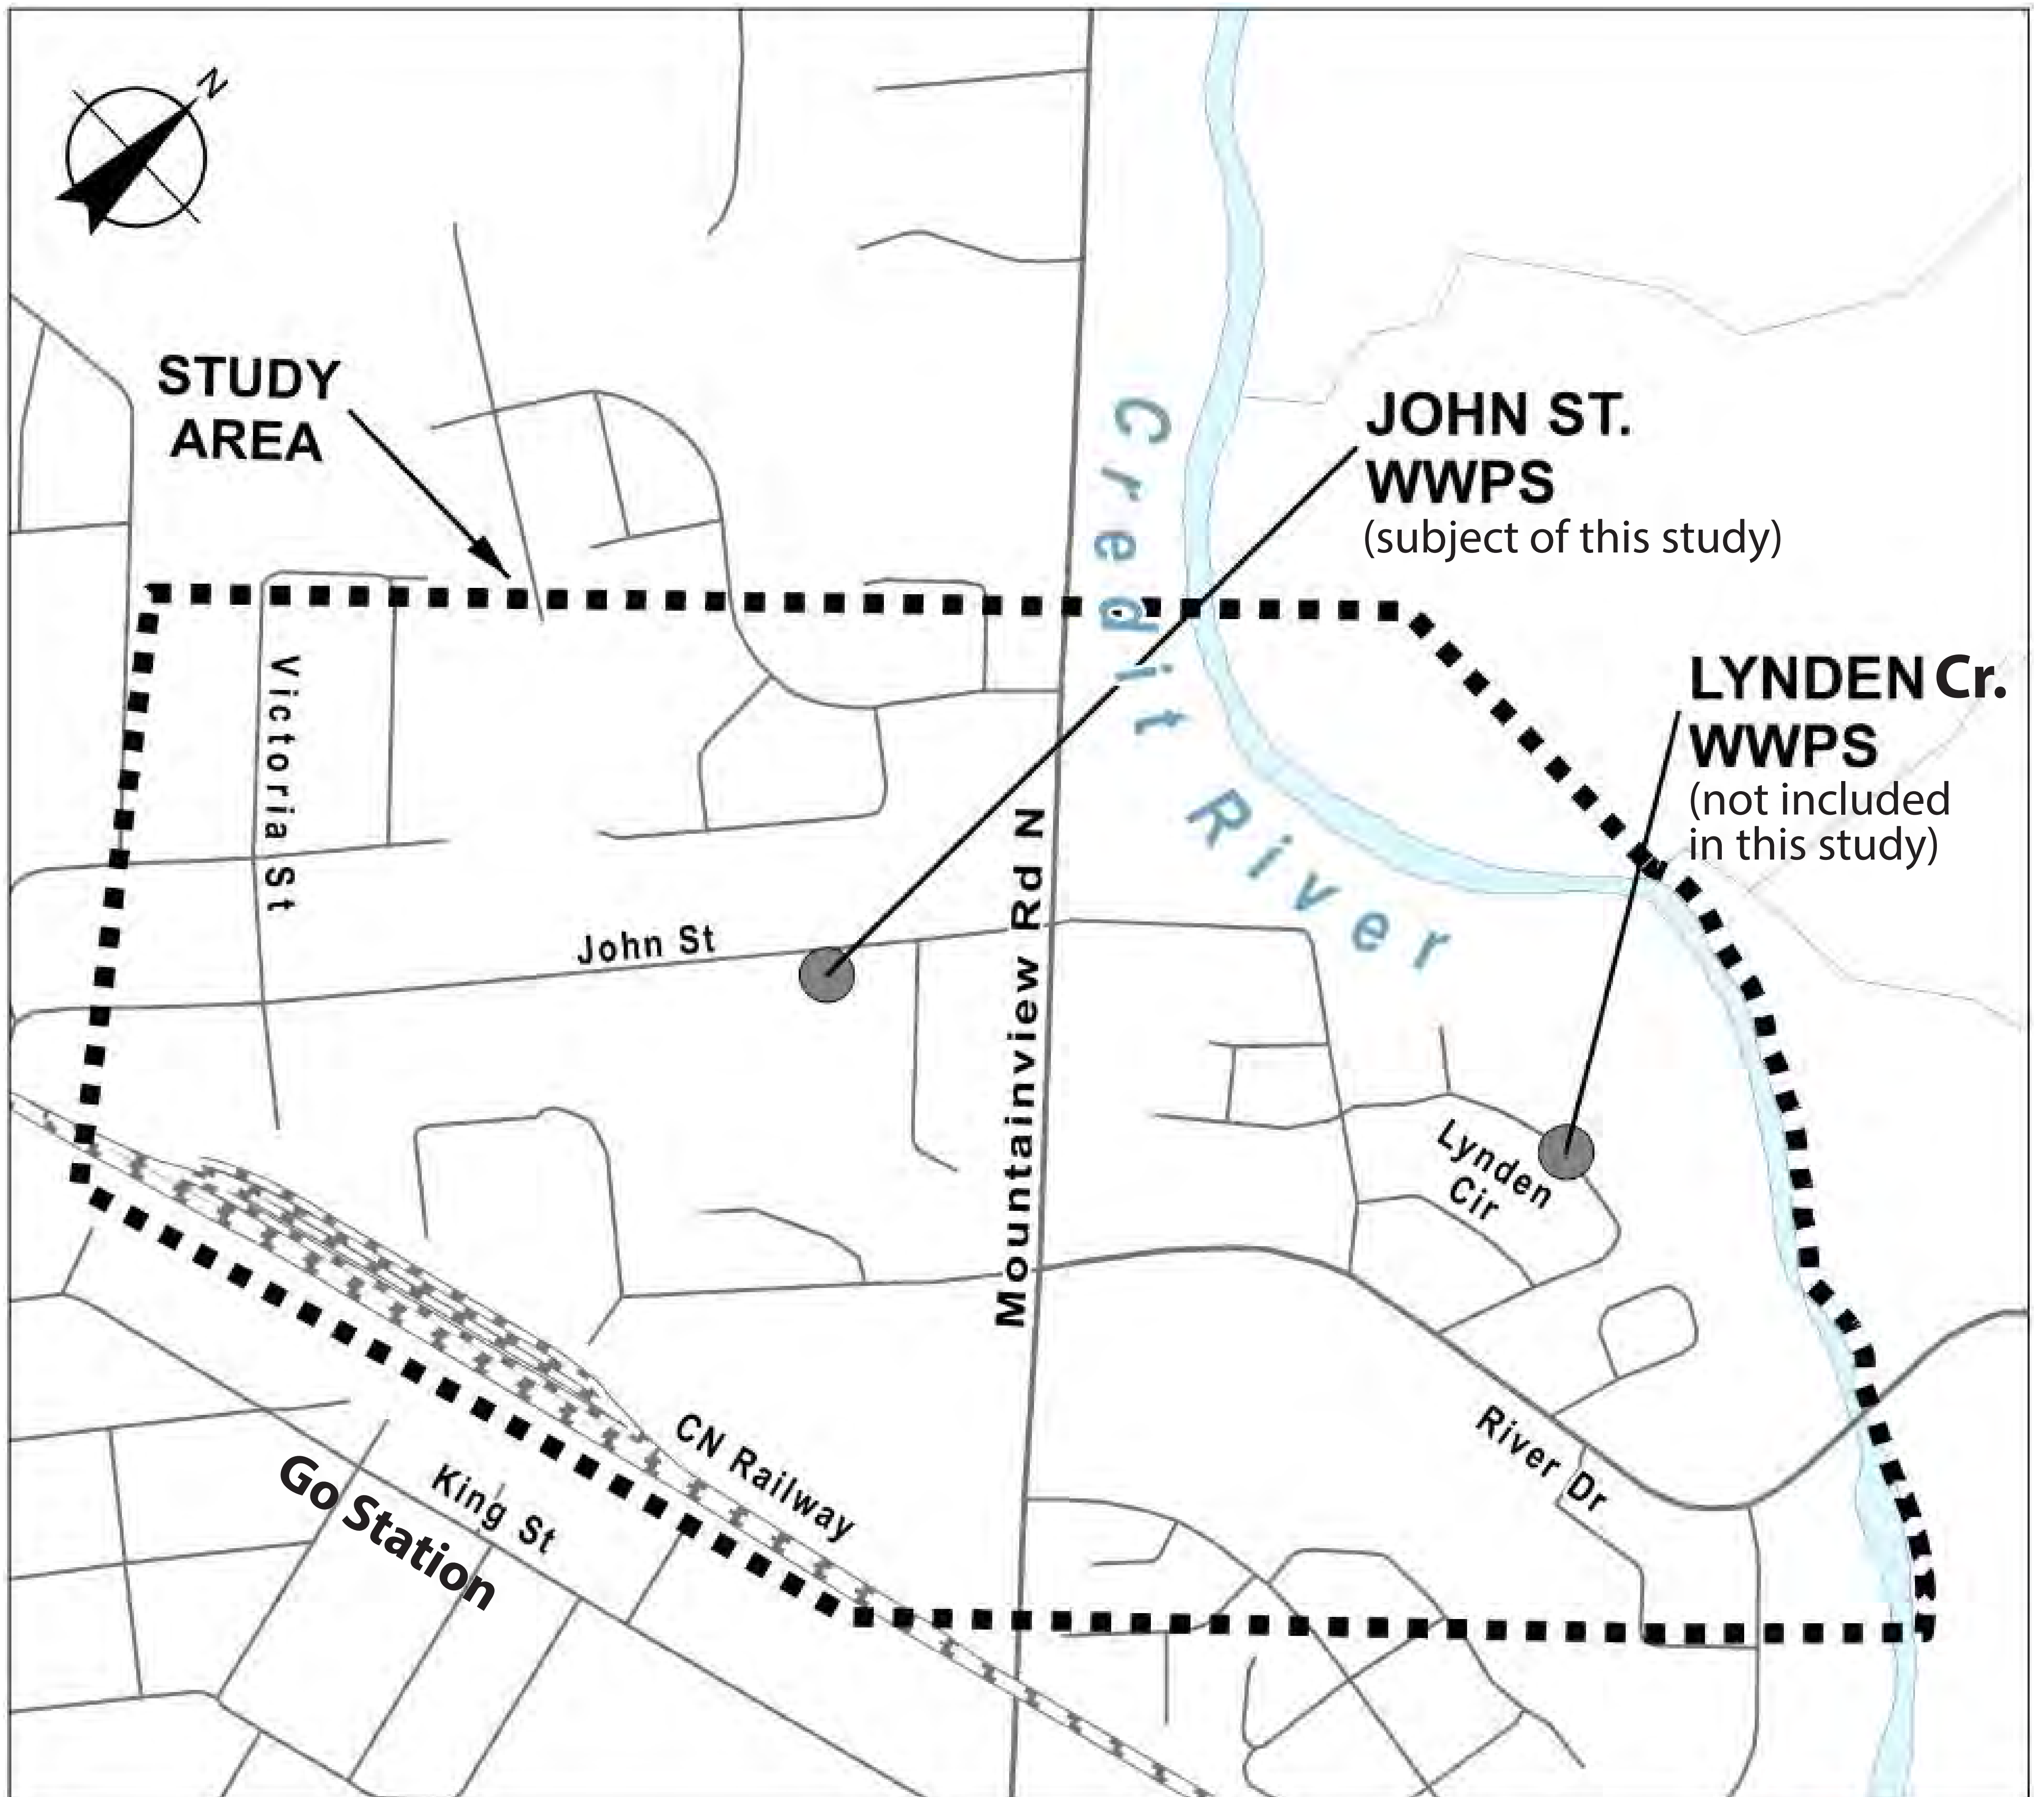 N
STUDY
AREA
JOHN ST.
WWPS
(subject of this study)
Credit River
LYNDEN Cr.
WWPS
(not included
in this study)
Victoria St
John St
Mountainview Rd N
Lynden
Cir
River Dr
CN Railway
King St
Go Station